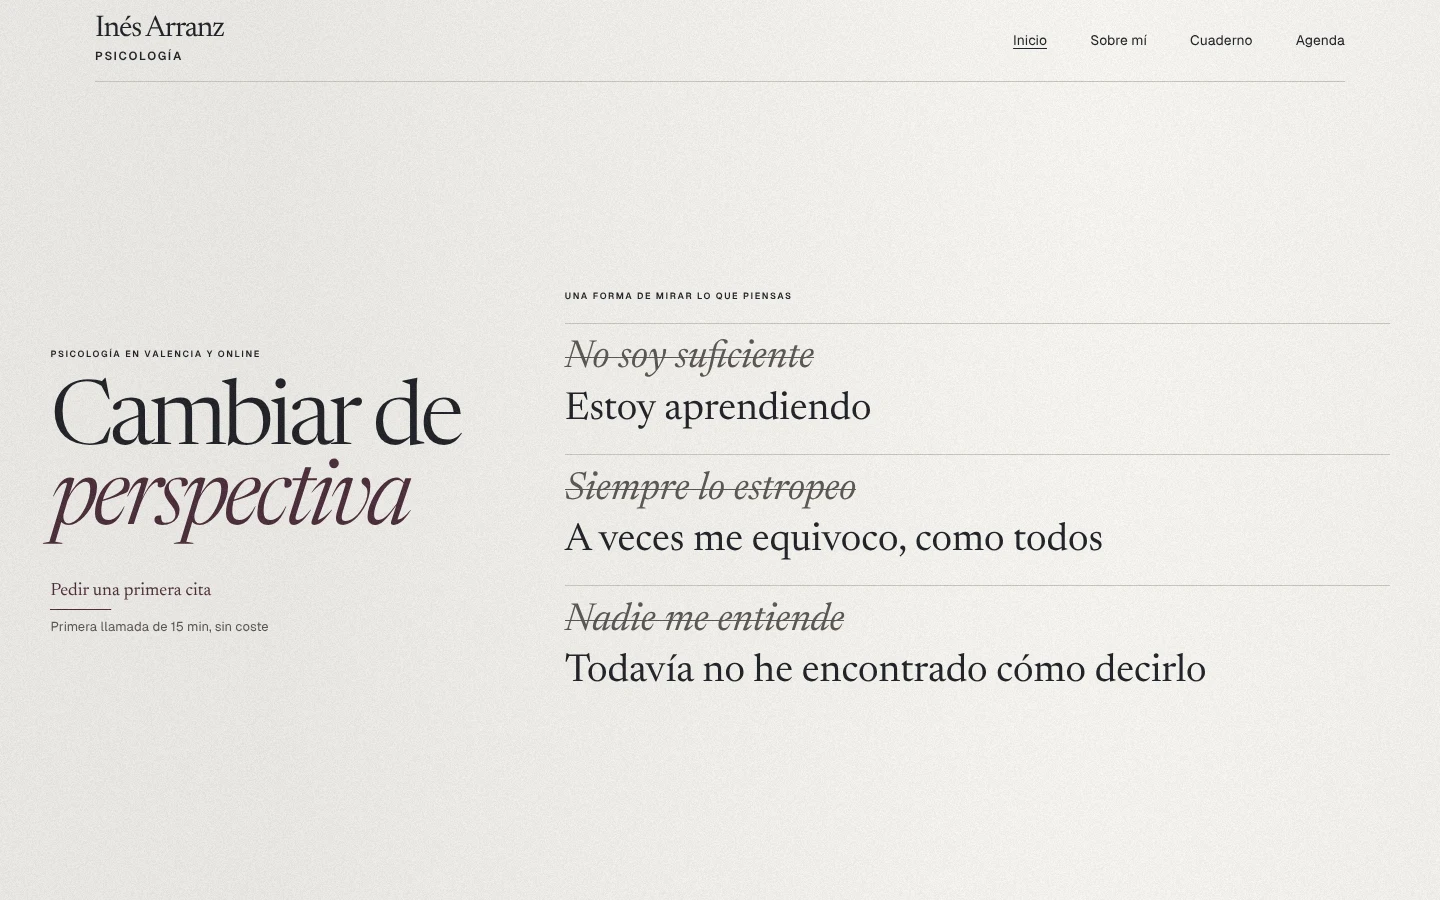 Inés Arranz
PSICOLOGÍA
Inicio
Sobre mí
Cuaderno
Agenda
PSICOLOGÍA EN VALENCIA Y ONLINE
Cambiar de
perspectiva
Pedir una primera cita
Primera llamada de 15 min, sin coste
UNA FORMA DE MIRAR LO QUE PIENSAS
No soy suficiente
Estoy aprendiendo
Siempre lo estropeo
A veces me equivoco, como todos
Nadie me entiende
Todavía no he encontrado cómo decirlo